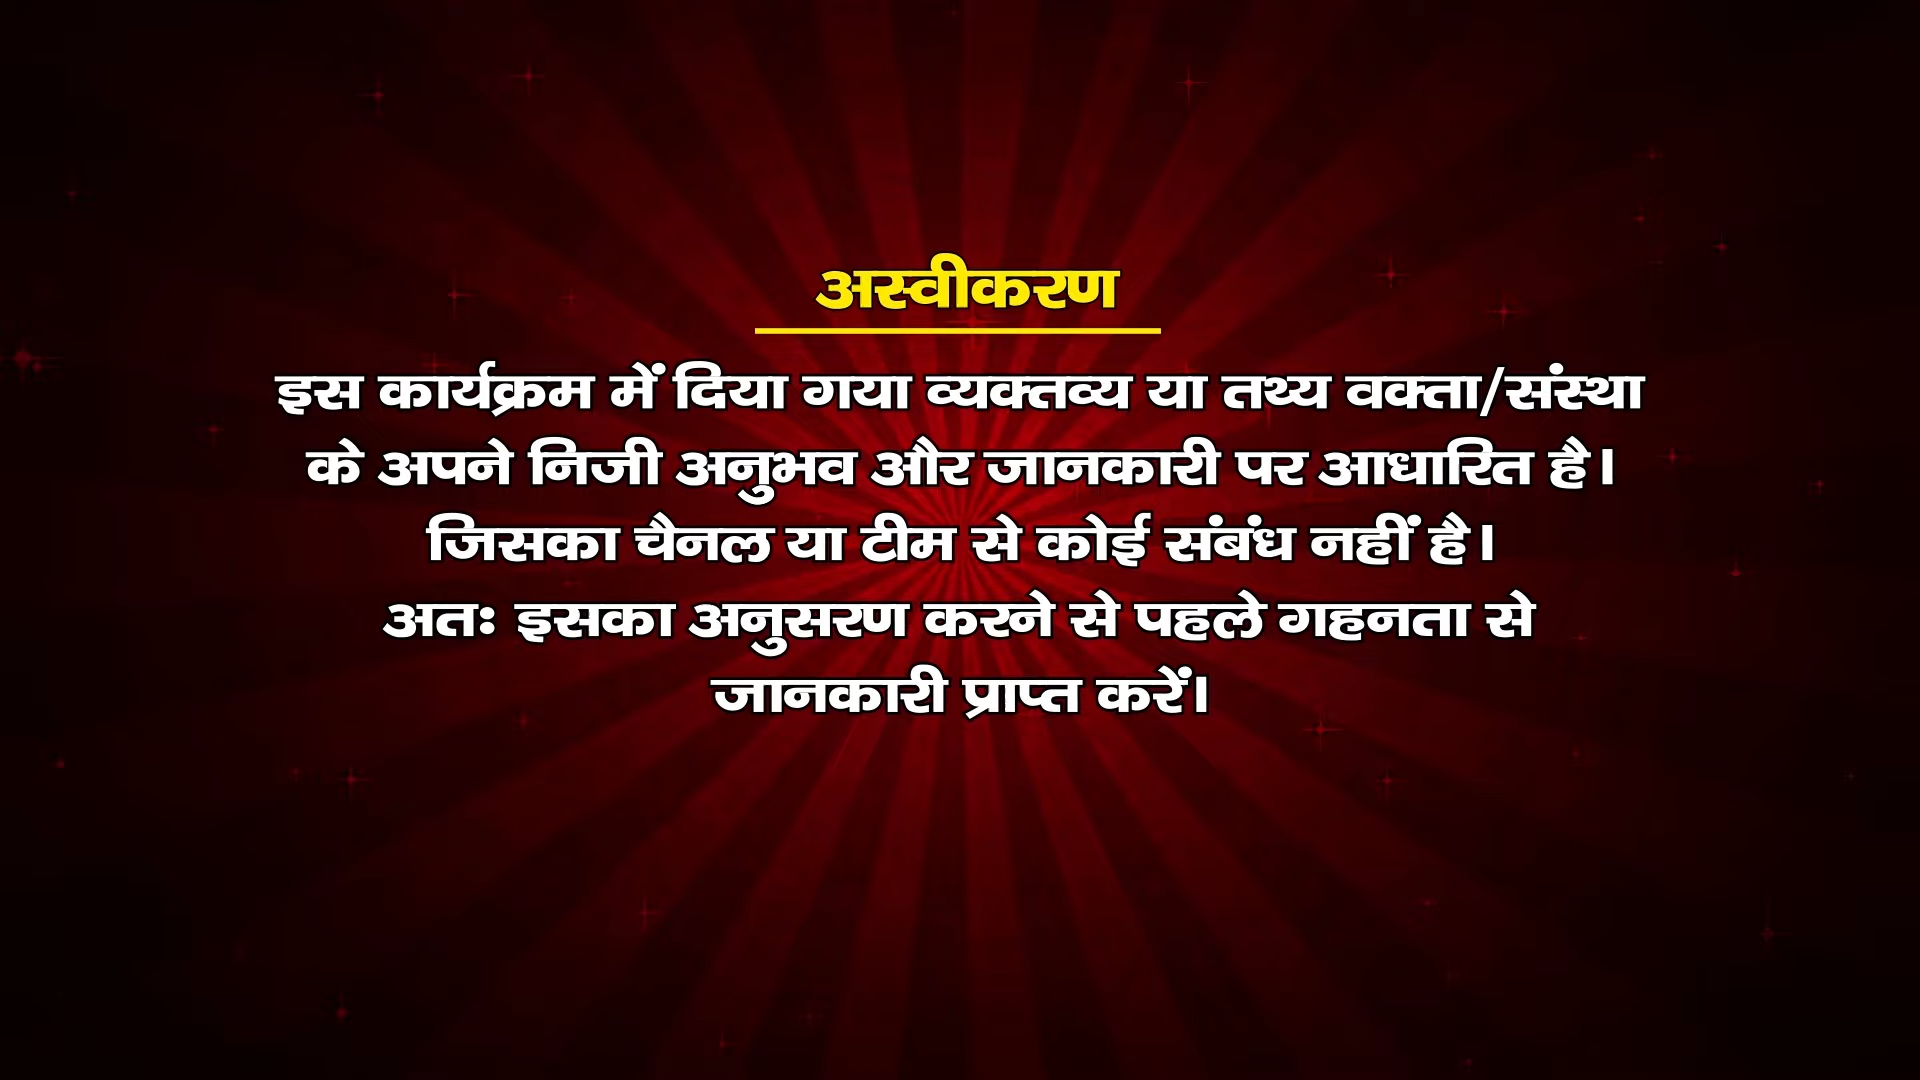 अस्वीकरण
इस कार्यक्रम में दिया गया व्यक्तव्य या तथ्य वक्ता/संस्था
के अपने निजी अनुभव और जानकारी पर आधारित है।
जिसका चैनल या टीम से कोई संबंध नहीं है।
अतः इसका अनुसरण करने से पहले गहनता से
जानकारी प्राप्त करें।